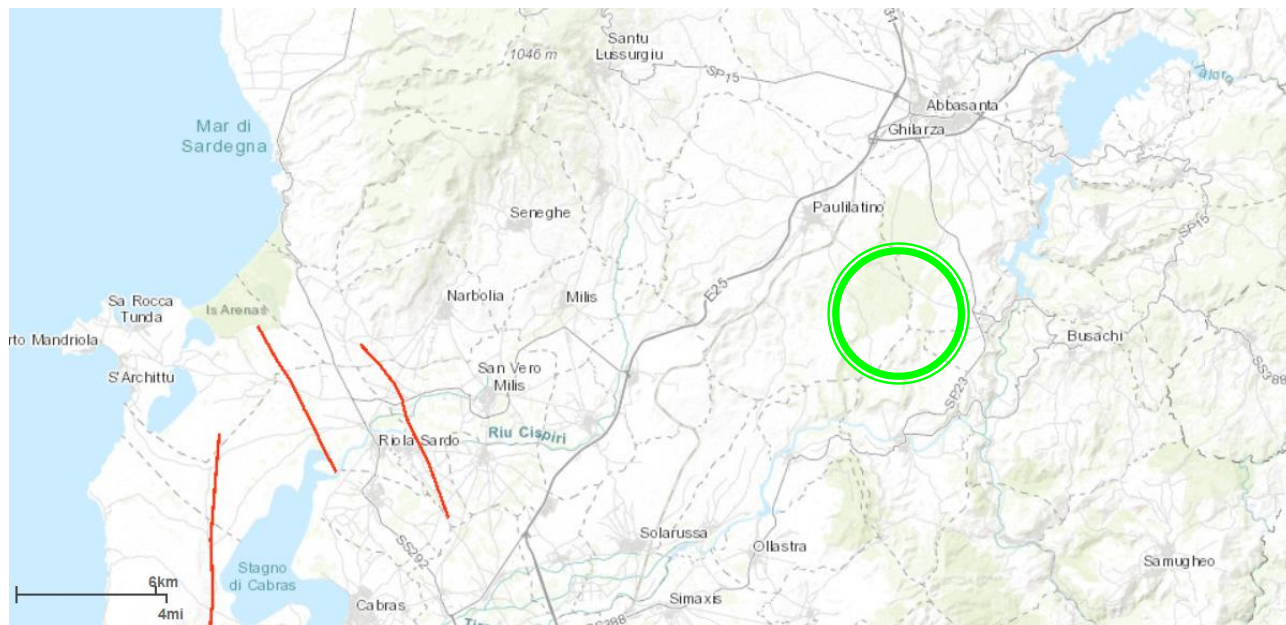 Santu
Lussurgiu
1046 m
SP15
Taloro
Abbasanta
Ghilarza
Mar di
Sardegna
Paulilatino
Seneghe
SP15
E25
Narbolia
Milis
Sa Rocca
Tunda
Is Arenas
rto Mandriola
Busachi
S'Archittu
San Vero
Milis
SP23
Riola Sardo
Riu Cispiri
Solarussa
Ollastra
SS292
Samugheo
Stagno
di Cabras
6km
4mi
Cabras
Simaxis
SS388